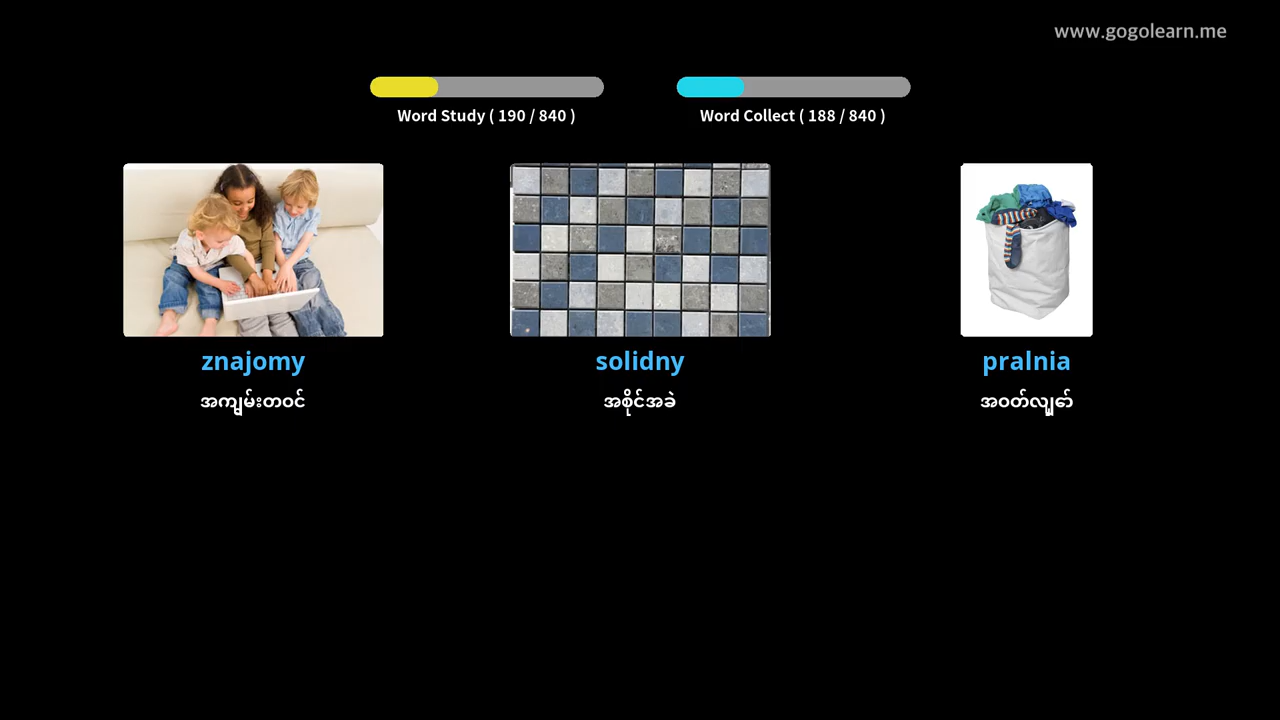 www.gogolearn.me
Word Study ( 190 / 840 )
Word Collect ( 188 / 840 )
znajomy
solidny
pralnia
အကျွမ်းတဝင်
အစိုင်အခဲ
အဝတ်လျှော်